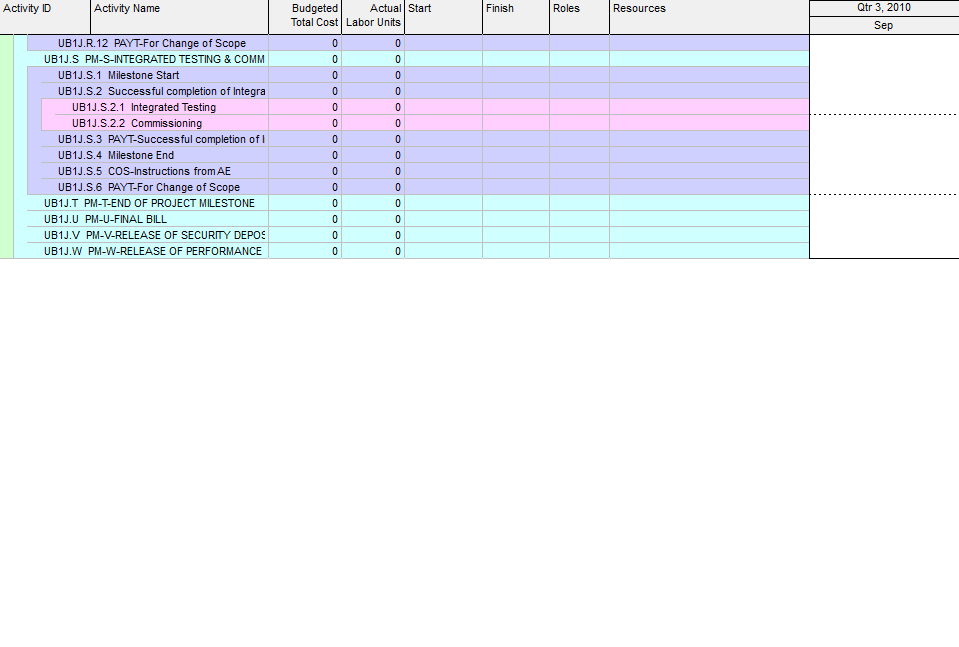 Activity ID Activity Name Budgeted Total Cost Actual Labor Units Start Finish Roles Resources Qtr 3, 2010
Sep
UB1J.R.12 PAYT-For Change of Scope 0 0
UB1J.S PM-S-INTEGRATED TESTING & COMM 0 0
UB1J.S.1 Milestone Start 0 0
UB1J.S.2 Successful completion of Integra 0 0
UB1J.S.2.1 Integrated Testing 0 0
UB1J.S.2.2 Commissioning 0 0
UB1J.S.3 PAYT-Successful completion of I 0 0
UB1J.S.4 Milestone End 0 0
UB1J.S.5 COS-Instructions from AE 0 0
UB1J.S.6 PAYT-For Change of Scope 0 0
UB1J.T PM-T-END OF PROJECT MILESTONE 0 0
UB1J.U PM-U-FINAL BILL 0 0
UB1J.V PM-V-RELEASE OF SECURITY DEPOS 0 0
UB1J.W PM-W-RELEASE OF PERFORMANCE 0 0